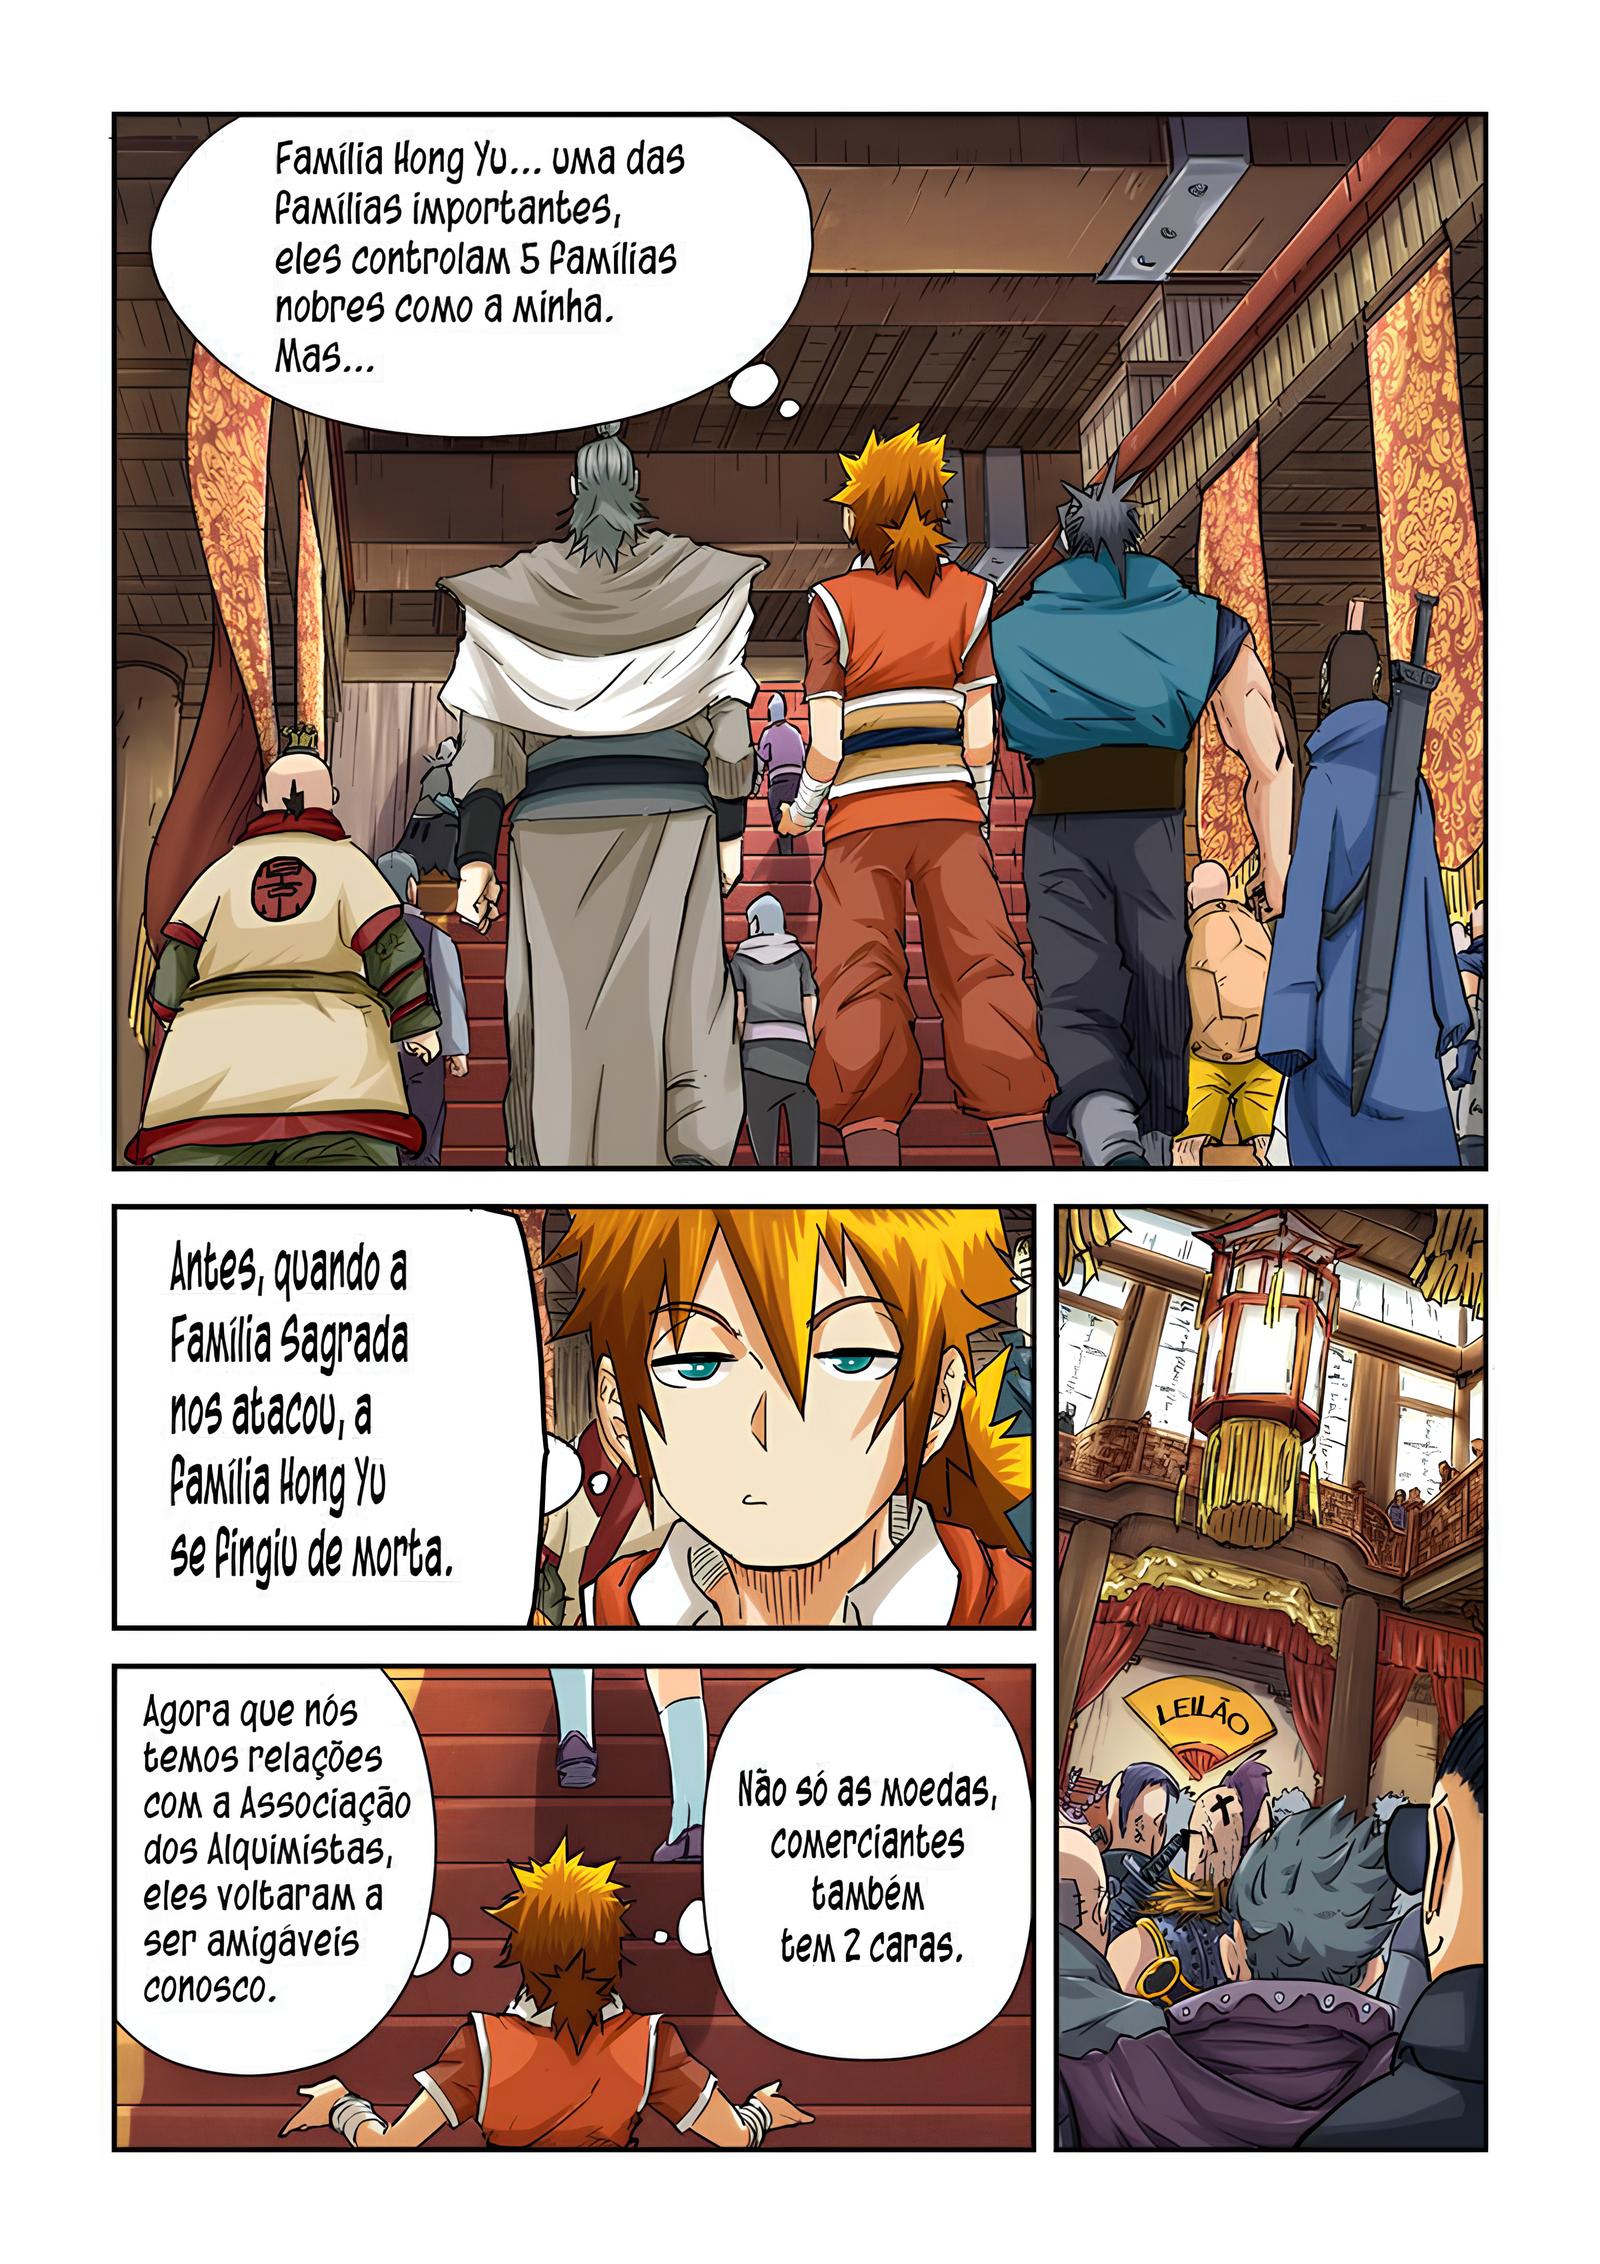 Família Hong Yu... uma das
famílias importantes,
eles controlam 5 famílias
nobres como a minha.
Mas...
Antes, quando a
Família Sagrada
nos atacou, a
família Hong Yu
se fingiu de morta.
Agora que nós
temos relações
com a Associação
dos Alquimistas,
eles voltaram a
ser amigáveis
conosco.
Não só as moedas,
comerciantes
também
tem 2 caras.
LEILÃO